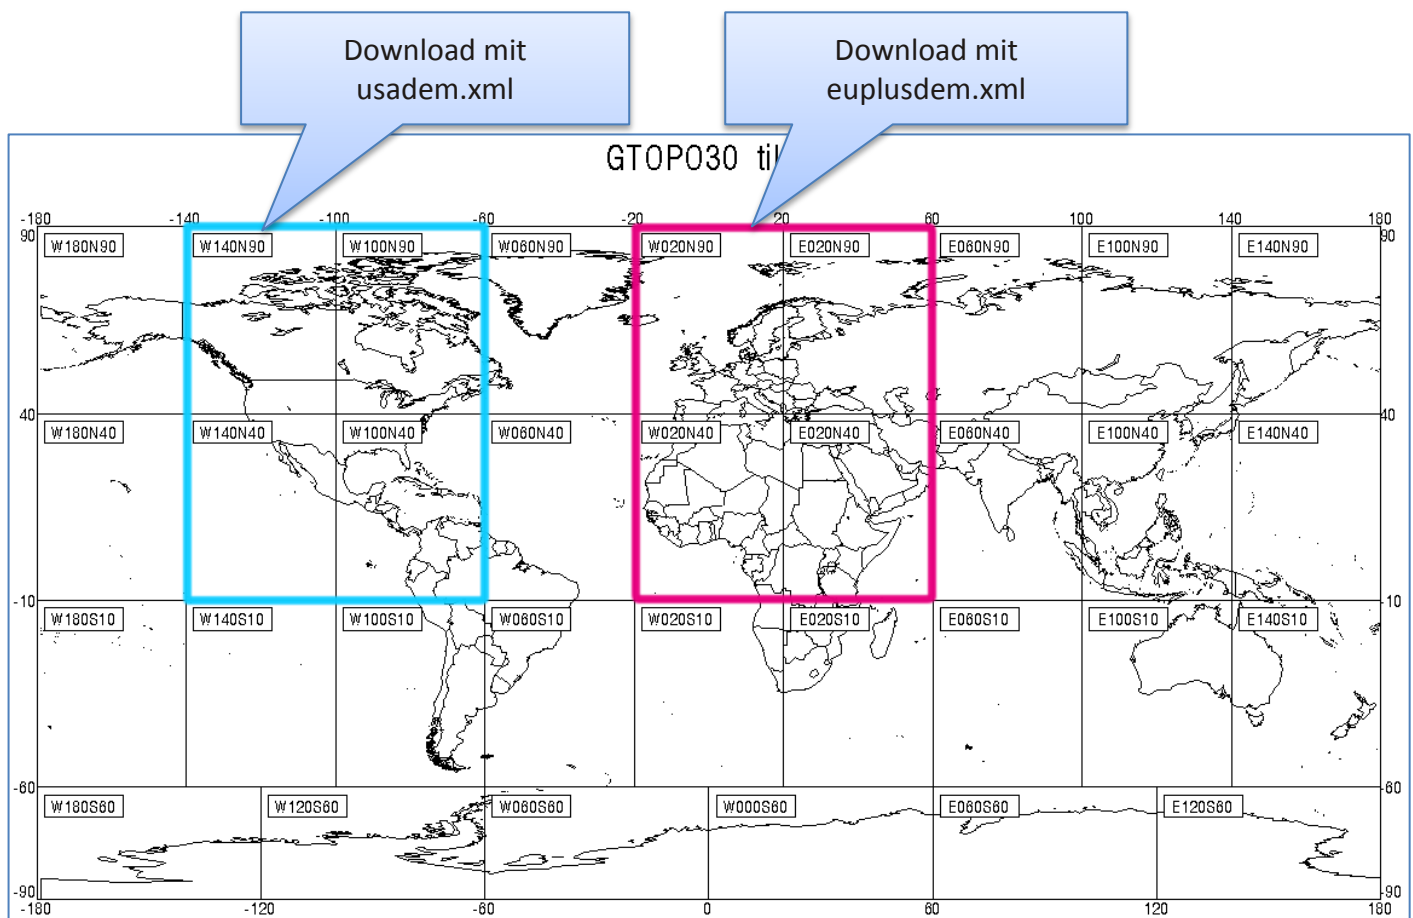 Download mit
usadem.xml
Download mit
euplusdem.xml
GTOPO30 til
-180 -140 -100 -60 -20 20 60 100 140 180
90 90
W180N90 W140N90 W100N90 W060N90 W020N90 E020N90 E060N90 E100N90 E140N90
40 40
W180N40 W140N40 W100N40 W060N40 W020N40 E020N40 E060N40 E100N40 E140N40
-10 -10
W180S10 W140S10 W100S10 W060S10 W020S10 E020S10 E060S10 E100S10 E140S10
-60 -60
W180S60 W120S60 W060S60 W000S60 E060S60 E120S60
-90 -90
-180 -120 -60 0 60 120 180